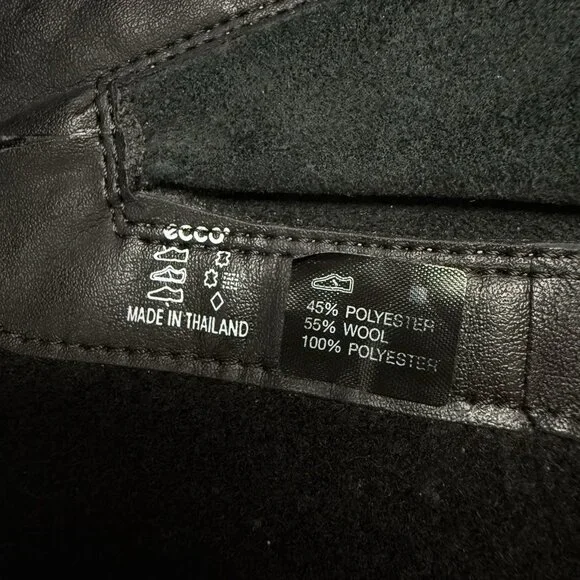 ecco
MADE IN THAILAND
45% POLYESTER
55% WOOL
100% POLYESTER